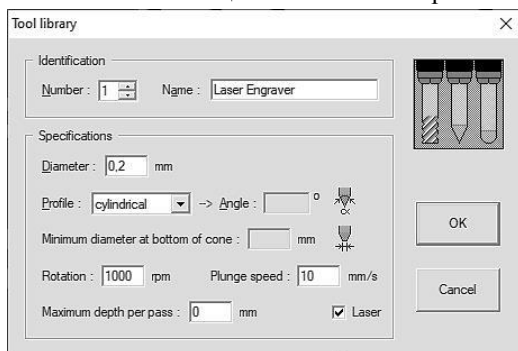 Tool library
Identification
Number : 1 Name : Laser Engraver
Specifications
Diameter : 0,2 mm
Profile : cylindrical -> Angle : °
Minimum diameter at bottom of cone : mm
Rotation : 1000 rpm Plunge speed : 10 mm/s
Maximum depth per pass : 0 mm Laser
OK
Cancel